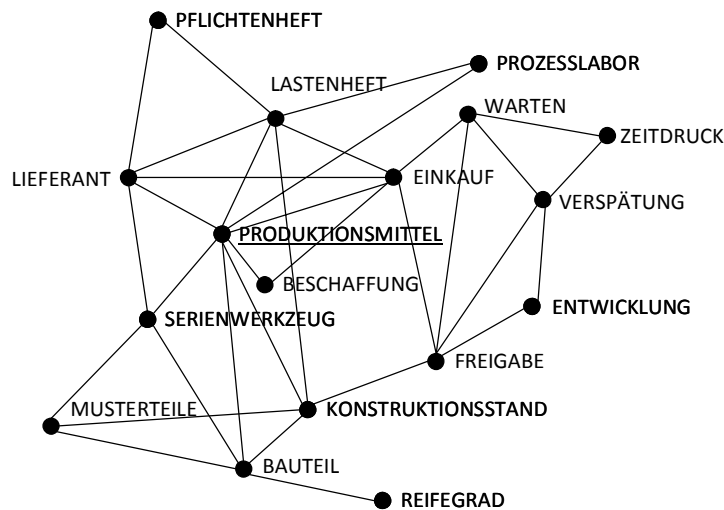 PFLICHTENHEFT
PROZESSLABOR
LASTENHEFT
WARTEN
ZEITDRUCK
LIEFERANT
EINKAUF
VERSPÄTUNG
PRODUKTIONSMITTEL
BESCHAFFUNG
ENTWICKLUNG
SERIENWERKZEUG
FREIGABE
MUSTERTEILE
KONSTRUKTIONSSTAND
BAUTEIL
REIFEGRAD